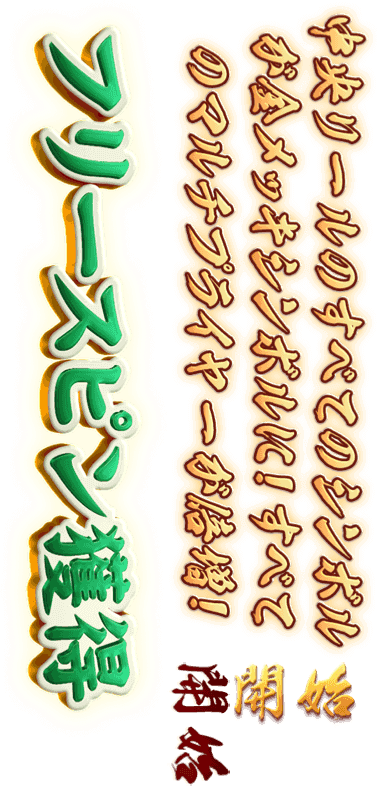 フリースピン獲得
中央リールのすべてのシンボル
が金メッキシンボルに!すべて
のマルチプライヤーが倍増!
開始
開始